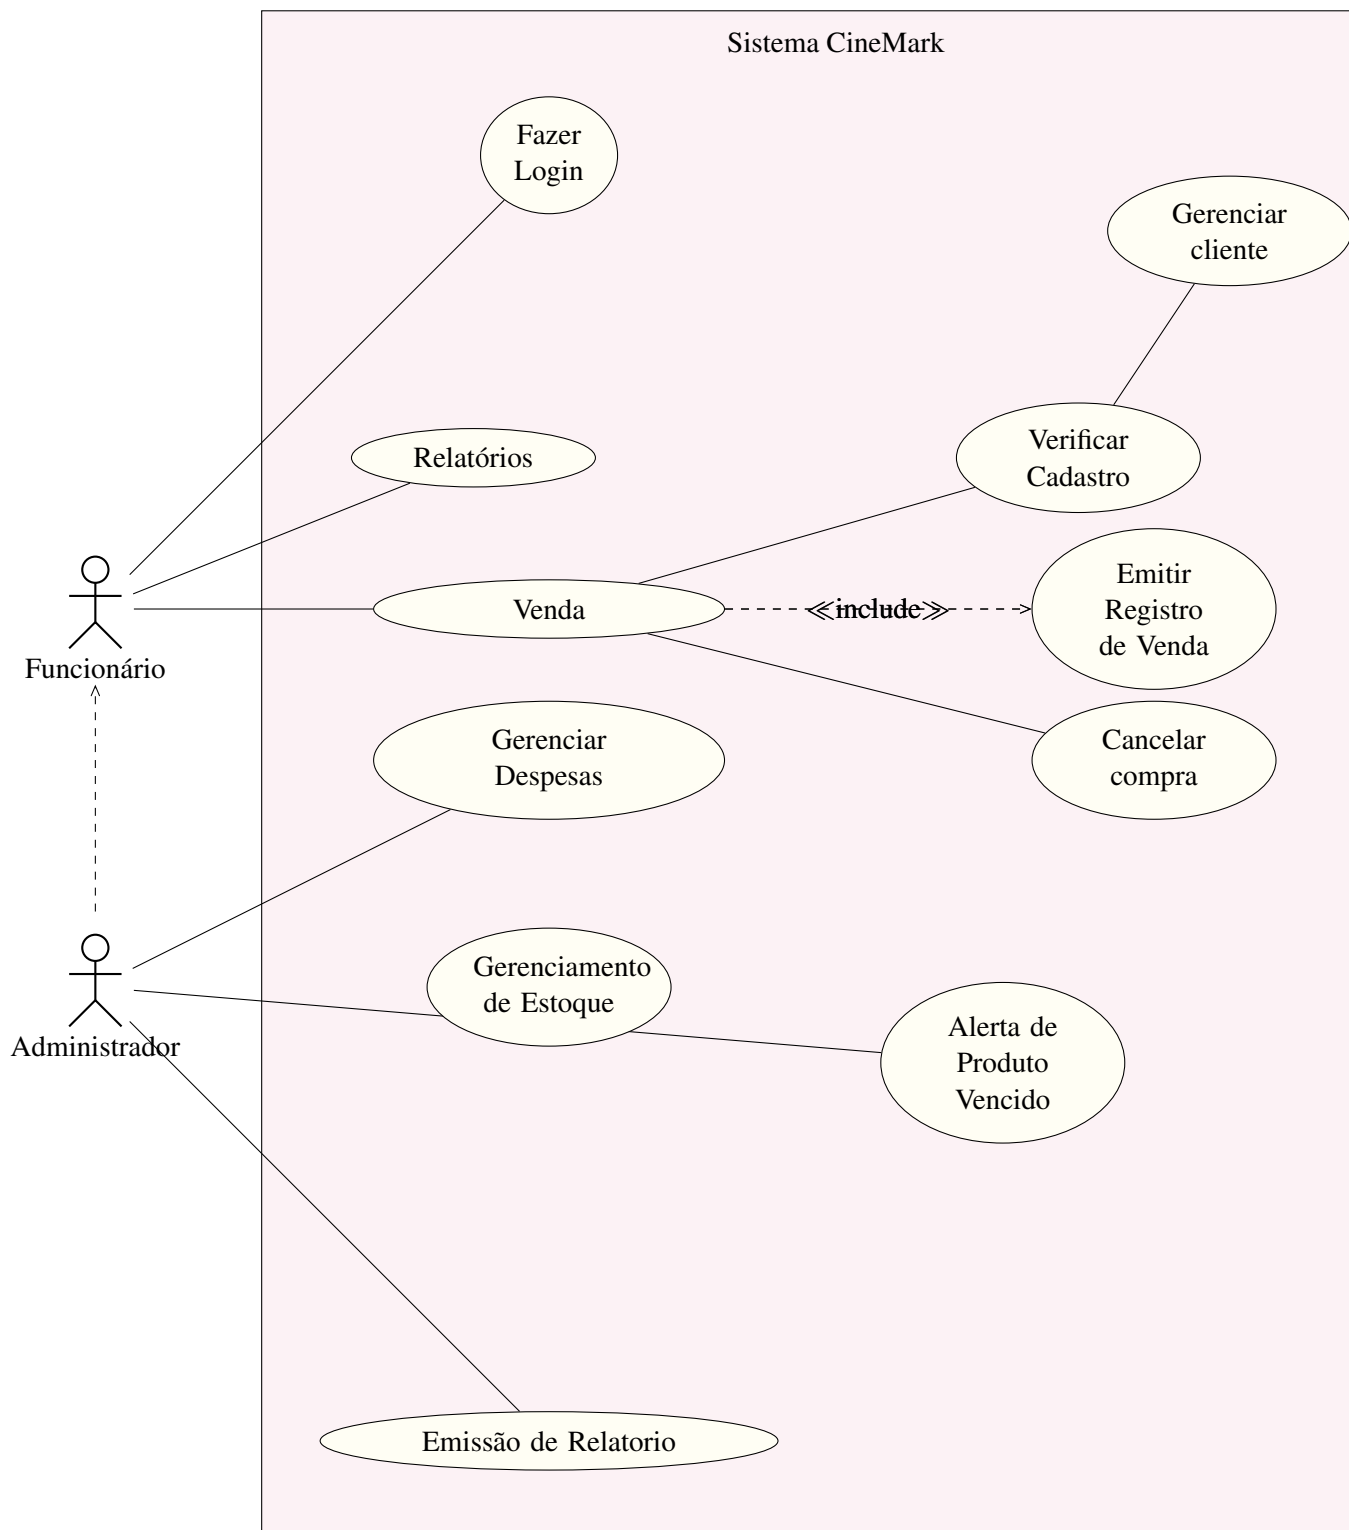 Sistema CineMark
Fazer
Login
Gerenciar
cliente
Relatórios
Verificar
Cadastro
Funcionário
Venda
≪include≫
Emitir
Registro
de Venda
Gerenciar
Despesas
Cancelar
compra
Administrador
Gerenciamento
de Estoque
Alerta de
Produto
Vencido
Emissão de Relatorio